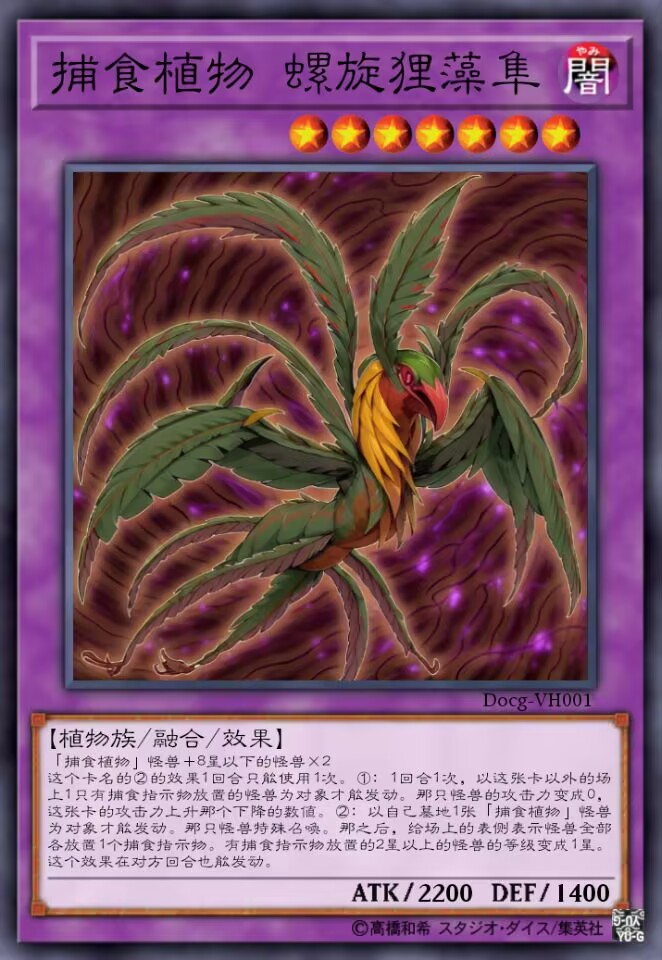 捕食植物 螺旋狸藻隼
やみ
闇
Docg-VH001
【植物族/融合/效果】
「捕食植物」怪兽＋8星以下的怪兽×2
这个卡名的②的效果1回合只能使用1次。①：1回合1次，以这张卡以外的场
上1只有捕食指示物放置的怪兽为对象才能发动。那只怪兽的攻击力变成0，
这张卡的攻击力上升那个下降的数值。②：以自己墓地1张「捕食植物」怪兽
为对象才能发动。那只怪兽特殊召唤。那之后，给场上的表侧表示怪兽全部
各放置1个捕食指示物。有捕食指示物放置的2星以上的怪兽的等级变成1星。
这个效果在对方回合也能发动。
ATK/2200 DEF/1400
©高橋和希 スタジオ・ダイス/集英社